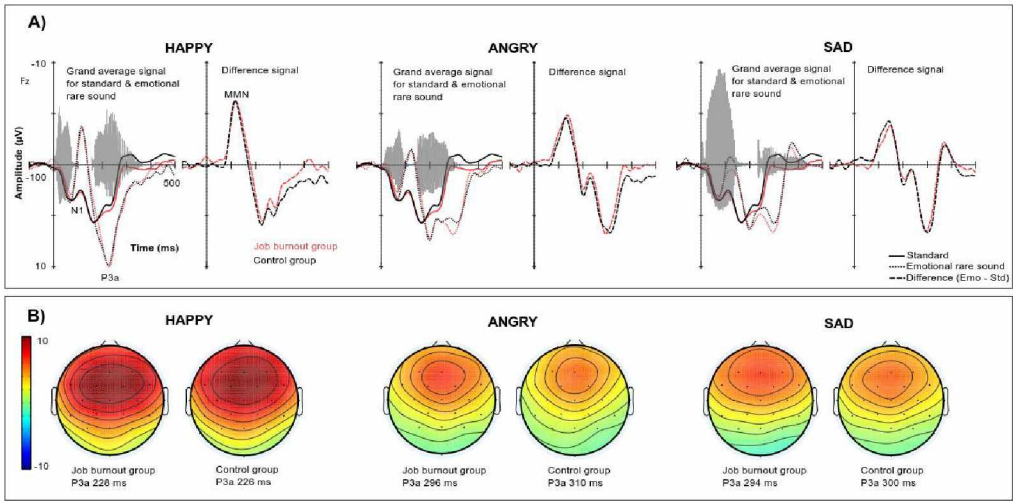 A)
HAPPY
ANGRY
SAD
-10
Fz
Grand average signal
for standard & emotional
rare sound
Difference signal
MMN
Grand average signal
for standard & emotional
rare sound
Difference signal
Grand average signal
for standard & emotional
rare sound
Difference signal
Amplitude (µV)
-100
500
N1
Time (ms)
Job burnout group
Control group
10
P3a
Standard
Emotional rare sound
Difference (Emo - Std)
B)
HAPPY
ANGRY
SAD
10
-10
Job burnout group
P3a 228 ms
Control group
P3a 226 ms
Job burnout group
P3a 296 ms
Control group
P3a 310 ms
Job burnout group
P3a 294 ms
Control group
P3a 300 ms